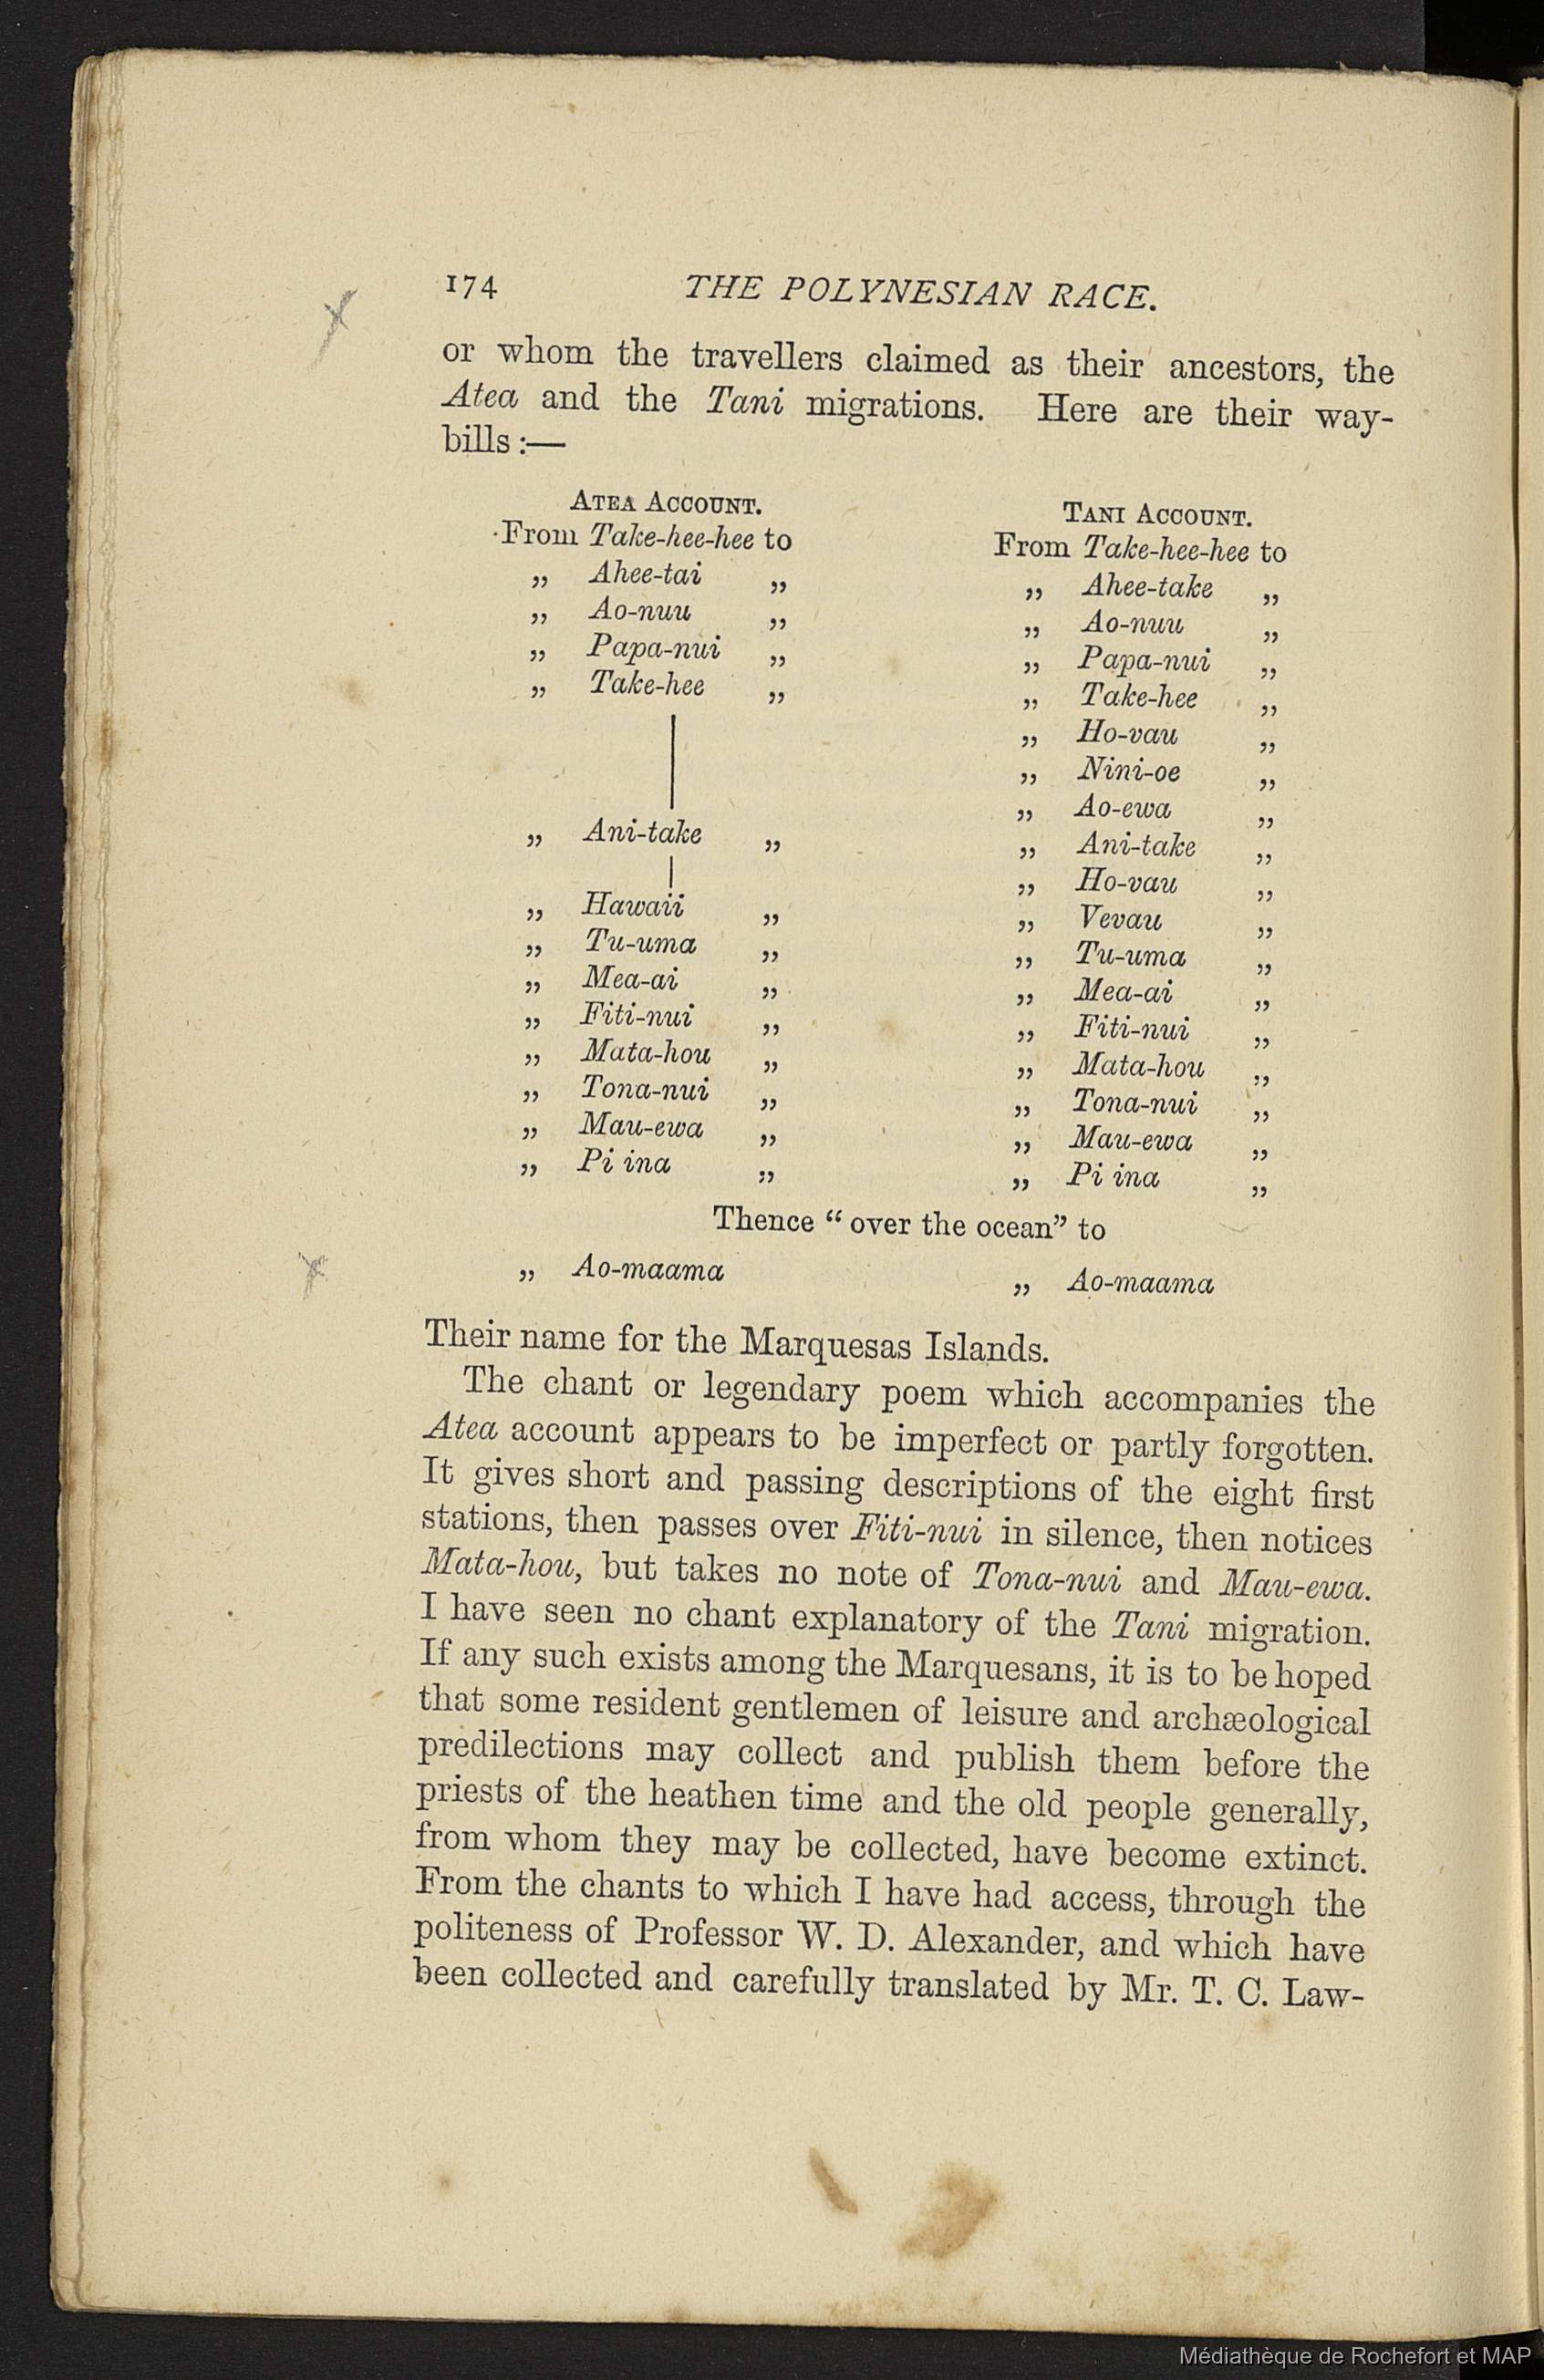 174 THE POLYNESIAN RACE.
or whom the travellers claimed as their ancestors, the
Atea and the Tani migrations. Here are their way-
bills :—
ATEA ACCOUNT.
From Take-hee-hee to
„ Ahee-tai „
„ Ao-nuu „
„ Papa-nui „
„ Take-hee „
„ Ani-take „
„ Hawaii „
„ Tu-uma „
„ Mea-ai „
„ Fiti-nui „
„ Mata-hou „
„ Tona-nui „
„ Mau-ewa „
„ Pi ina „
TANI ACCOUNT.
From Take-hee-hee to
„ Ahee-take „
„ Ao-nuu „
„ Papa-nui „
„ Take-hee „
„ Ho-vau „
„ Nini-oe „
„ Ao-ewa „
„ Ani-take „
„ Ho-vau „
„ Vevau „
„ Tu-uma „
„ Mea-ai „
„ Fiti-nui „
„ Mata-hou „
„ Tona-nui „
„ Mau-ewa „
„ Pi ina „
Thence “over the ocean” to
„ Ao-maama „ Ao-maama
Their name for the Marquesas Islands.
The chant or legendary poem which accompanies the
Atea account appears to be imperfect or partly forgotten.
It gives short and passing descriptions of the eight first
stations, then passes over Fiti-nui in silence, then notices
Mata-hou, but takes no note of Tona-nui and Mau-ewa.
I have seen no chant explanatory of the Tani migration.
If any such exists among the Marquesans, it is to be hoped
that some resident gentlemen of leisure and archæological
predilections may collect and publish them before the
priests of the heathen time and the old people generally,
from whom they may be collected, have become extinct.
From the chants to which I have had access, through the
politeness of Professor W. D. Alexander, and which have
been collected and carefully translated by Mr. T. C. Law-
Médiathèque de Rochefort et MAP